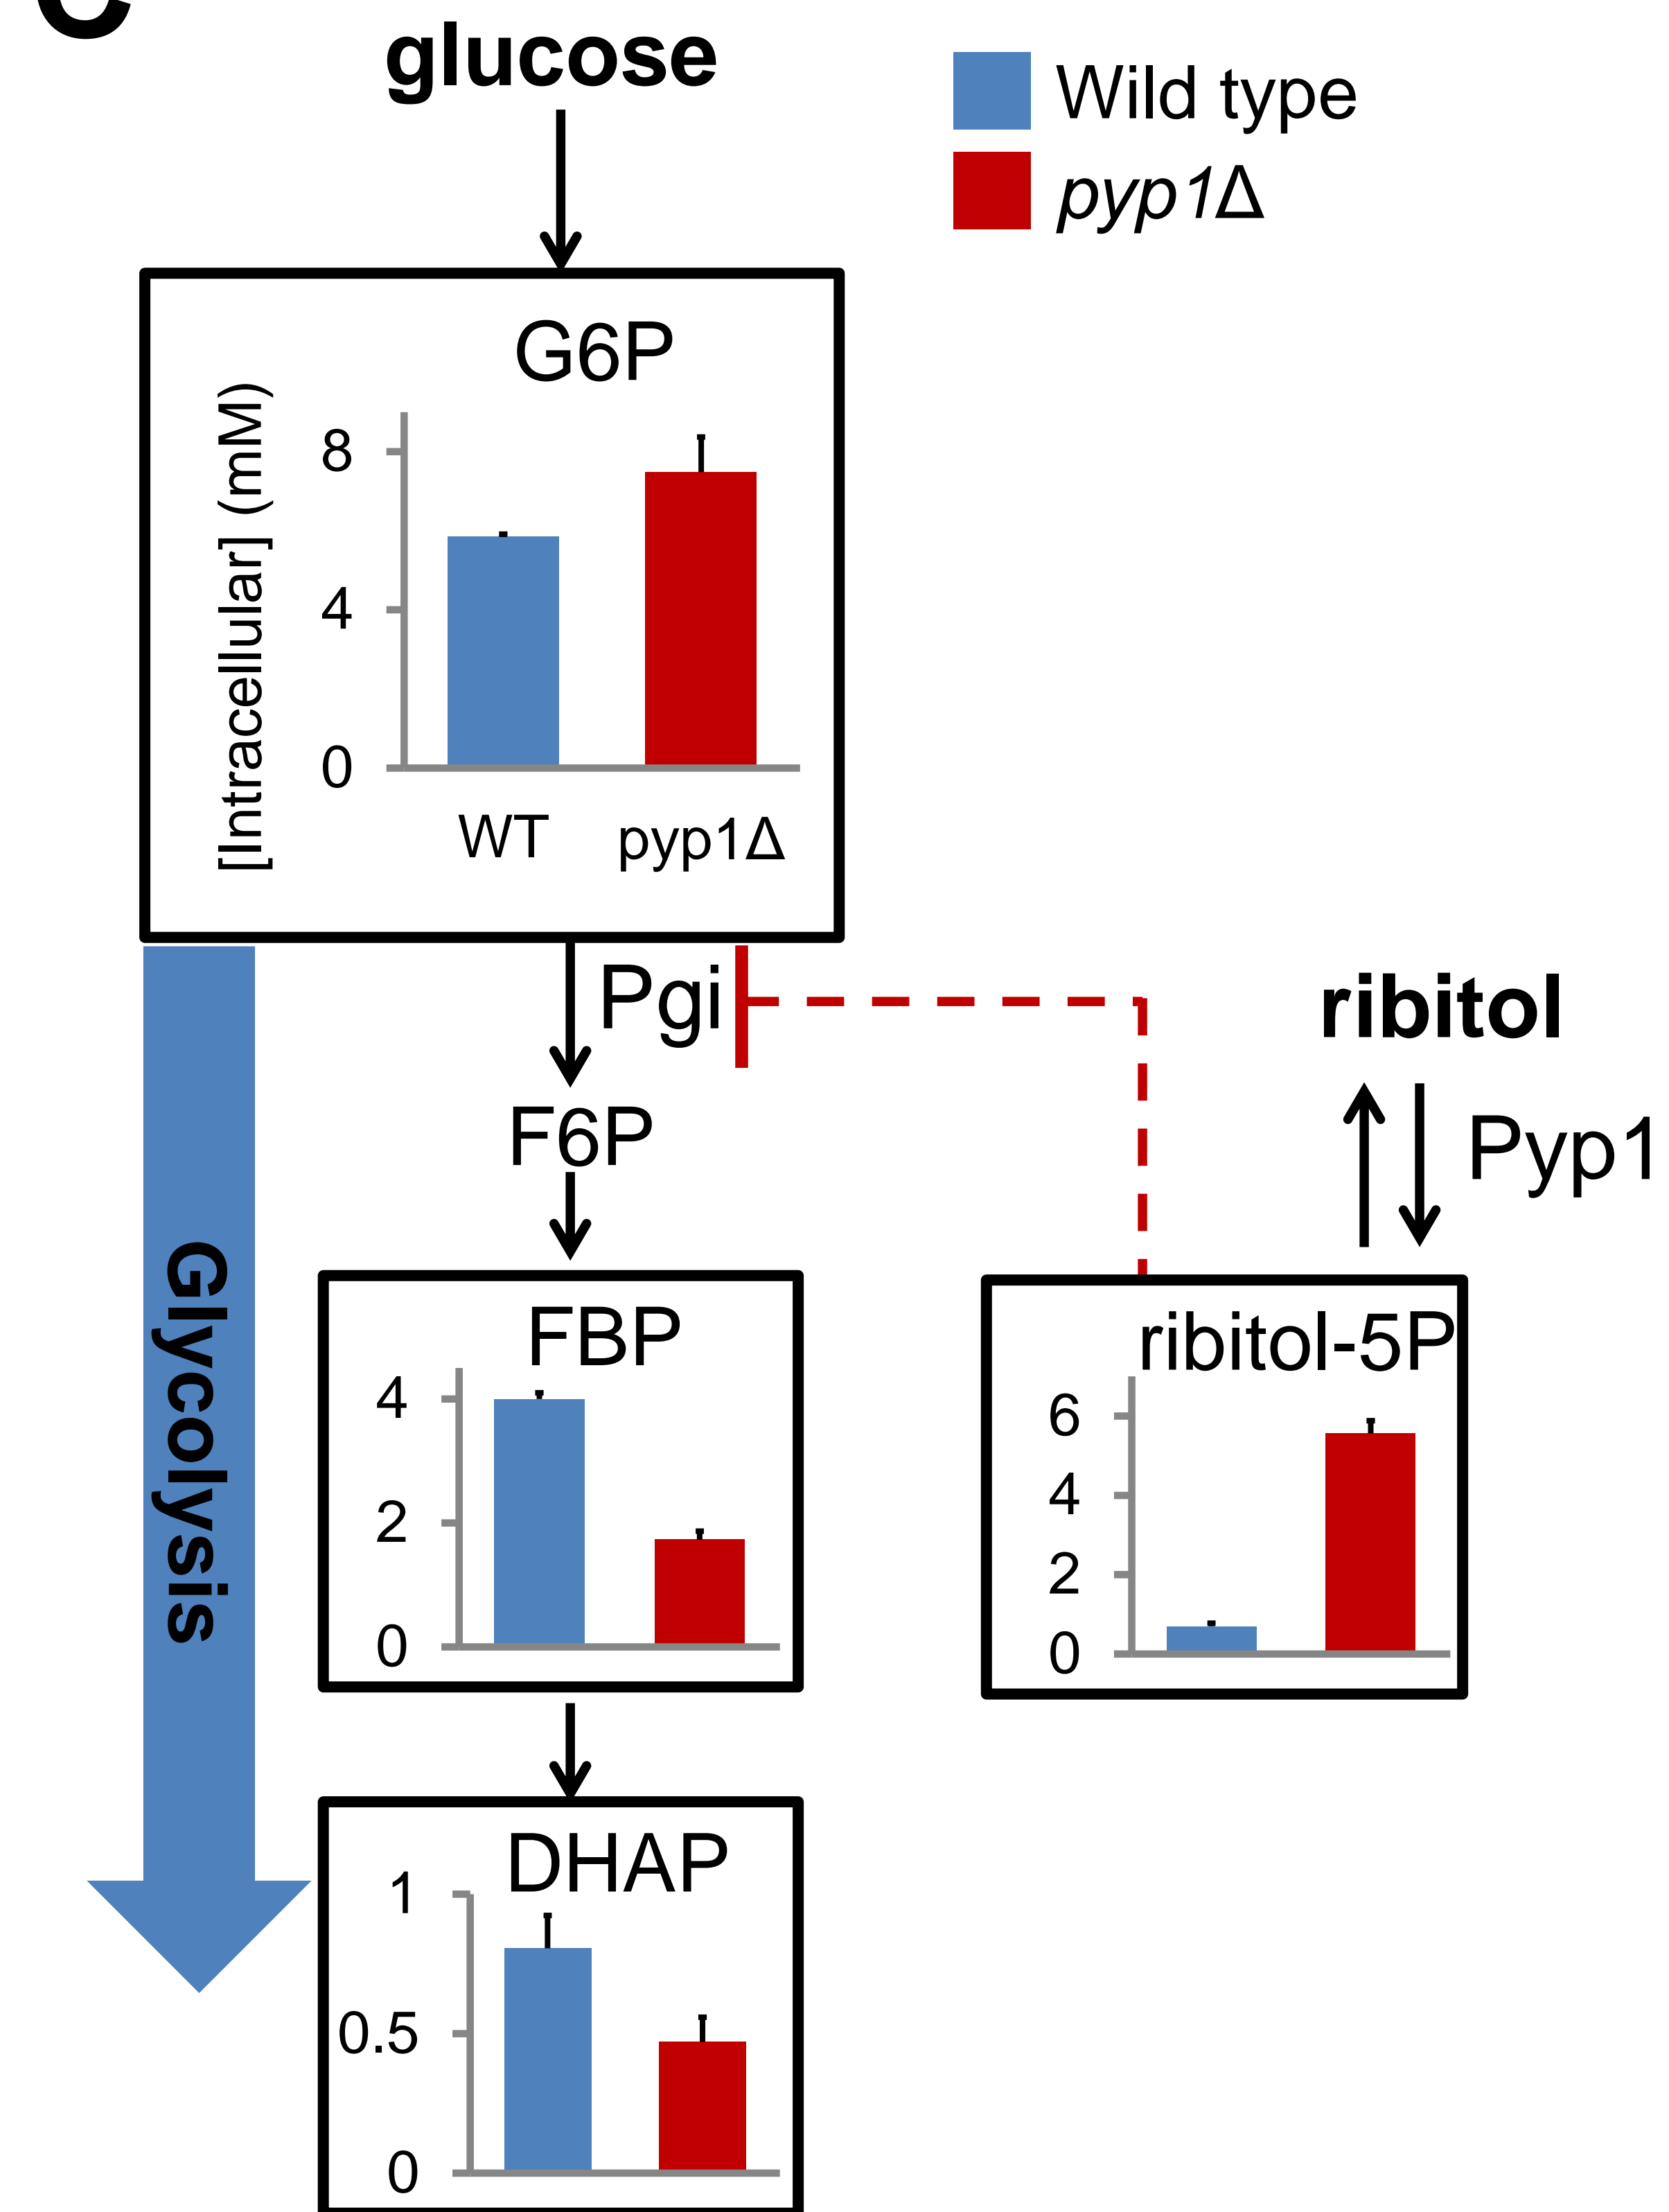 C
glucose
Wild type
pyp1Δ
G6P
[Intracellular] (mM)
8
4
0
WT pyp1Δ
Pgi
ribitol
F6P
Pyp1
Glycolysis
FBP
4
2
0
ribitol-5P
6
4
2
0
DHAP
1
0.5
0